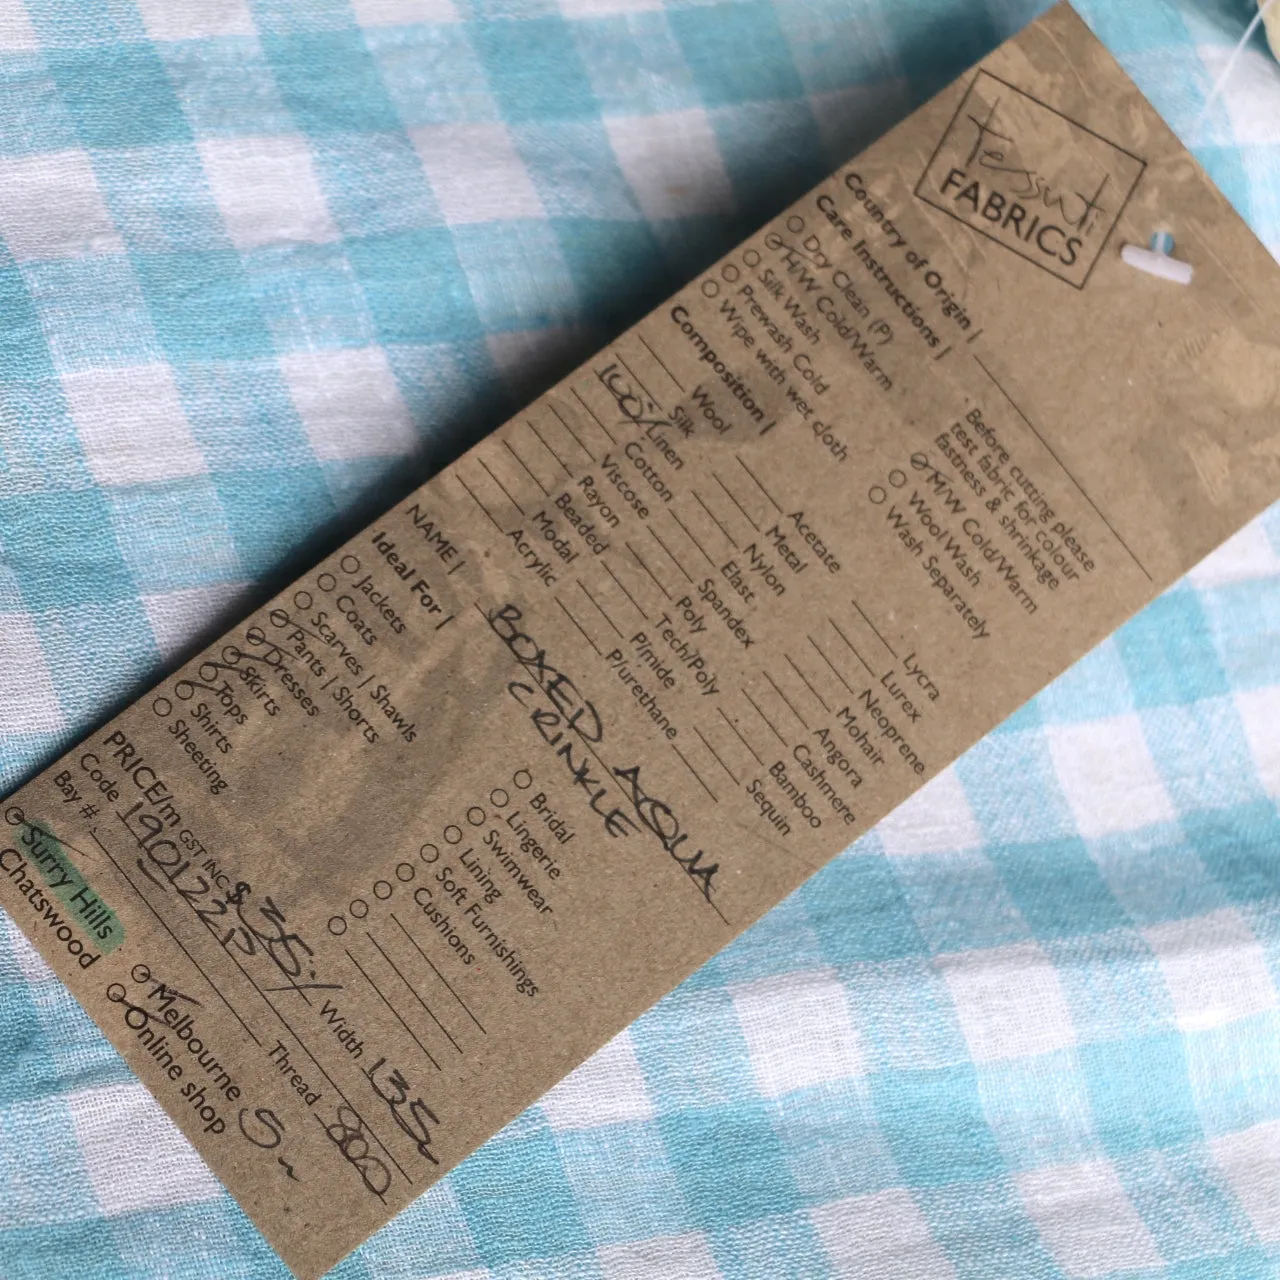 Tessuti
FABRICS
Country of Origin |
Care Instructions | Before cutting please
test fabric for colour
fastness & shrinkage
Dry Clean (P)
H/W Cold/Warm
M/W Cold/Warm
Silk Wash
Wool Wash
Prewash Cold
Wash Separately
Wipe with wet cloth
Composition |
Wool
Acetate
Lycra
Silk
Metal
Lurex
100% Linen
Nylon
Neoprene
Cotton
Elast.
Mohair
Viscose
Spandex
Angora
Rayon
Poly
Cashmere
Beaded
Tech/Poly
Bamboo
Modal
P/mide
Sequin
Acrylic
P/urethane
NAME | BOXED AQUA
CRINKLE
Ideal For |
Jackets
Bridal
Coats
Lingerie
Scarves | Shawls
Swimwear
Pants | Shorts
Lining
Dresses
Soft Furnishings
Skirts
Cushions
Tops
Shirts
Sheeting
PRICE/m GST INC $35 Width 135
Code 190122P Thread 800
Bay #
Surry Hills
Melbourne
Chatswood
Online shop